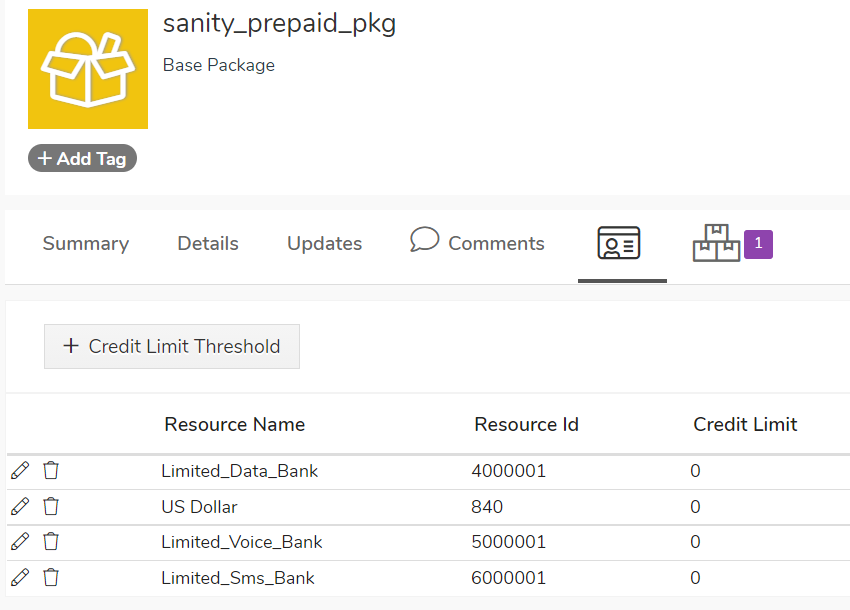 sanity_prepaid_pkg
Base Package
+ Add Tag
Summary Details Updates Comments 1
+ Credit Limit Threshold
Resource Name Resource Id Credit Limit
Limited_Data_Bank 4000001 0
US Dollar 840 0
Limited_Voice_Bank 5000001 0
Limited_Sms_Bank 6000001 0